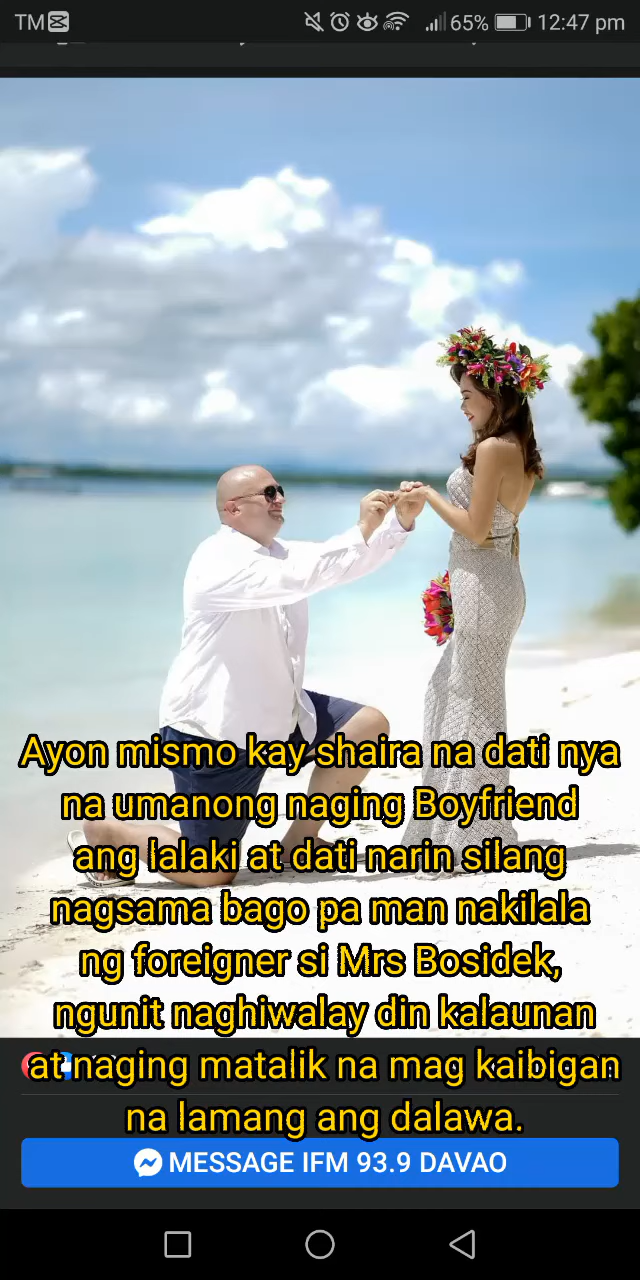 TM
65% 12:47 pm
Ayon mismo kay shaira na dati nya
na umanong naging Boyfriend
ang lalaki at dati narin silang
nagsama bago pa man nakilala
ng foreigner si Mrs Bosidek,
ngunit naghiwalay din kalaunan
at naging matalik na mag kaibigan
na lamang ang dalawa.
MESSAGE IFM 93.9 DAVAO